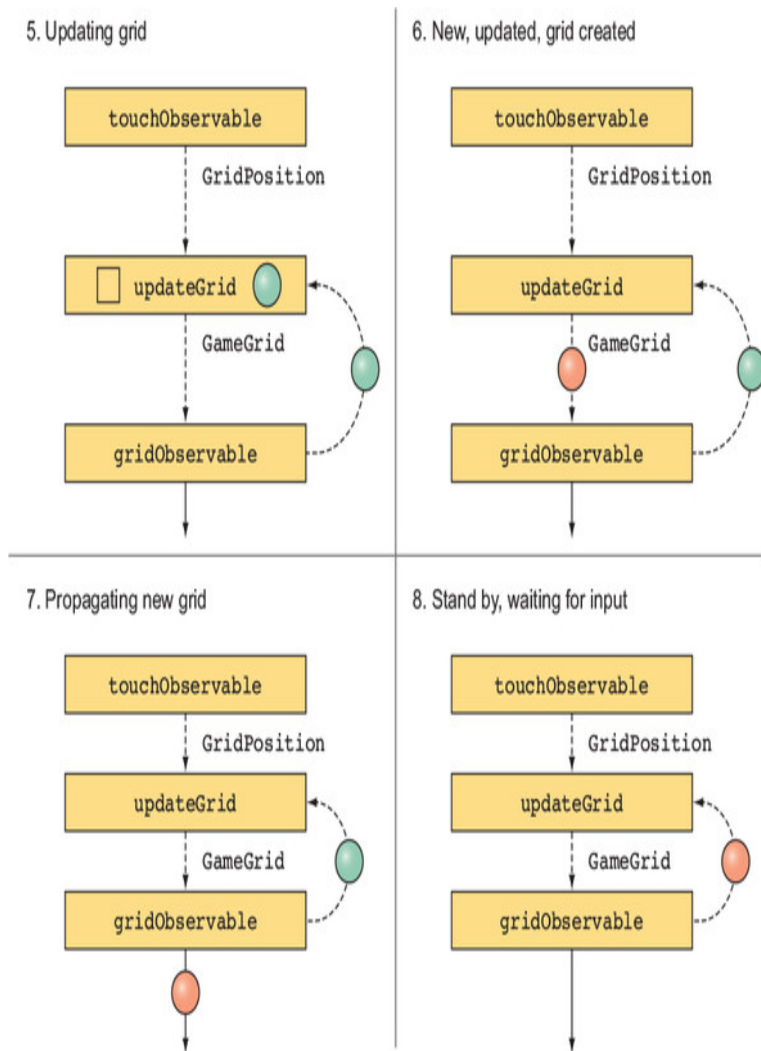 5. Updating grid
touchObservable
GridPosition
updateGrid
GameGrid
gridObservable
6. New, updated, grid created
touchObservable
GridPosition
updateGrid
GameGrid
gridObservable
7. Propagating new grid
touchObservable
GridPosition
updateGrid
GameGrid
gridObservable
8. Stand by, waiting for input
touchObservable
GridPosition
updateGrid
GameGrid
gridObservable